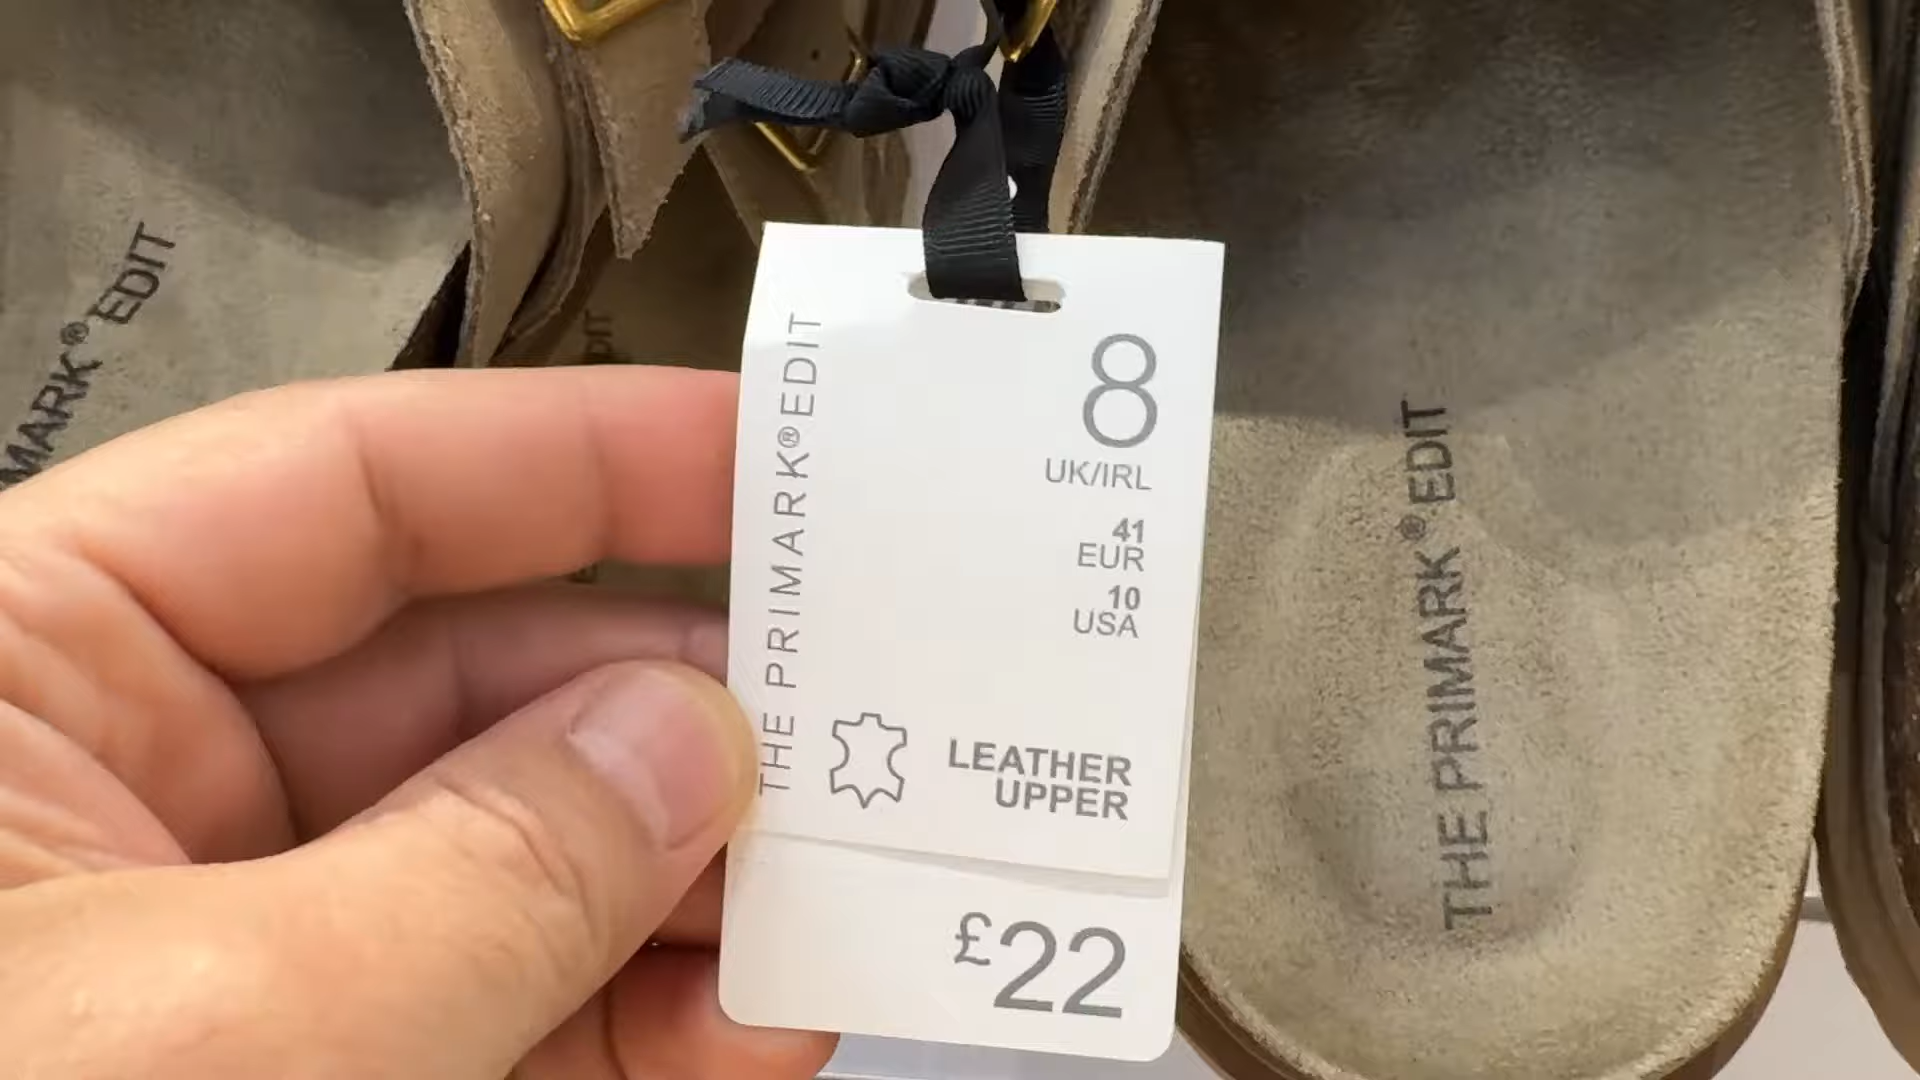 MARK® EDIT
THE PRIMARK® EDIT
8
UK/IRL
41
EUR
10
USA
LEATHER
UPPER
£22
THE PRIMARK® EDIT